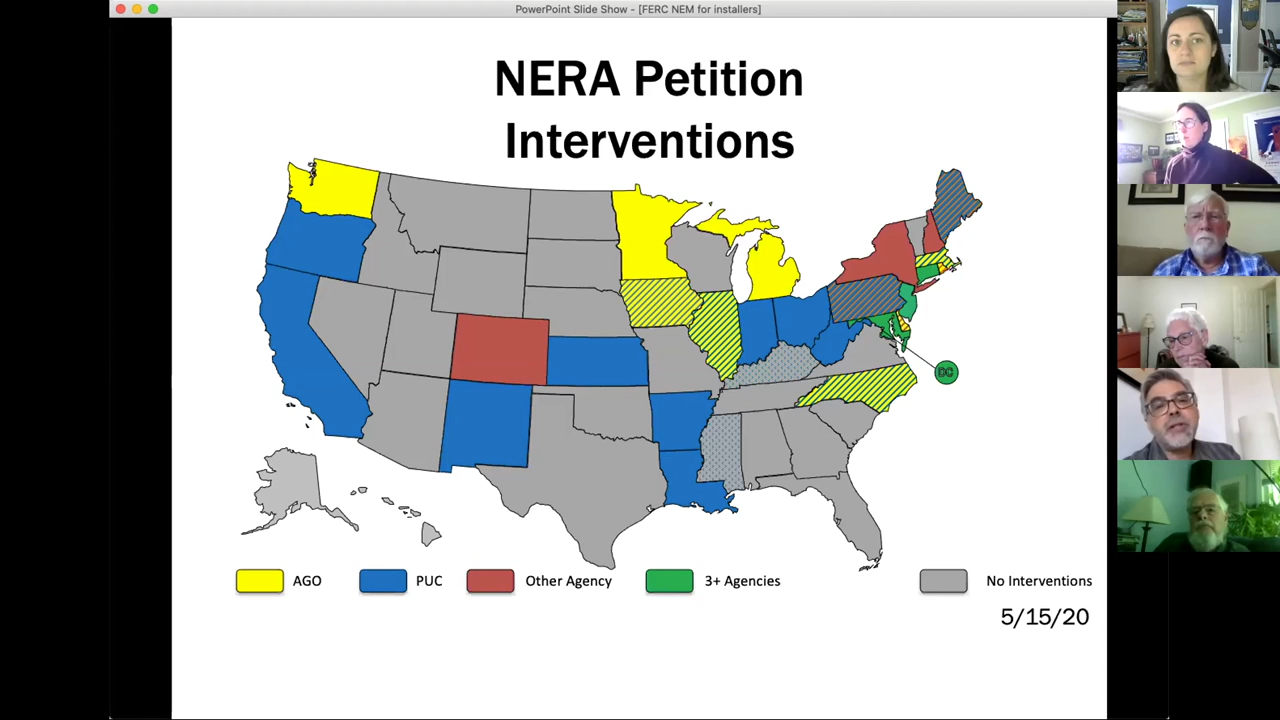 PowerPoint Slide Show - [FERC NEM for installers]
NERA Petition
Interventions
DC
AGO
PUC
Other Agency
3+ Agencies
No Interventions
5/15/20